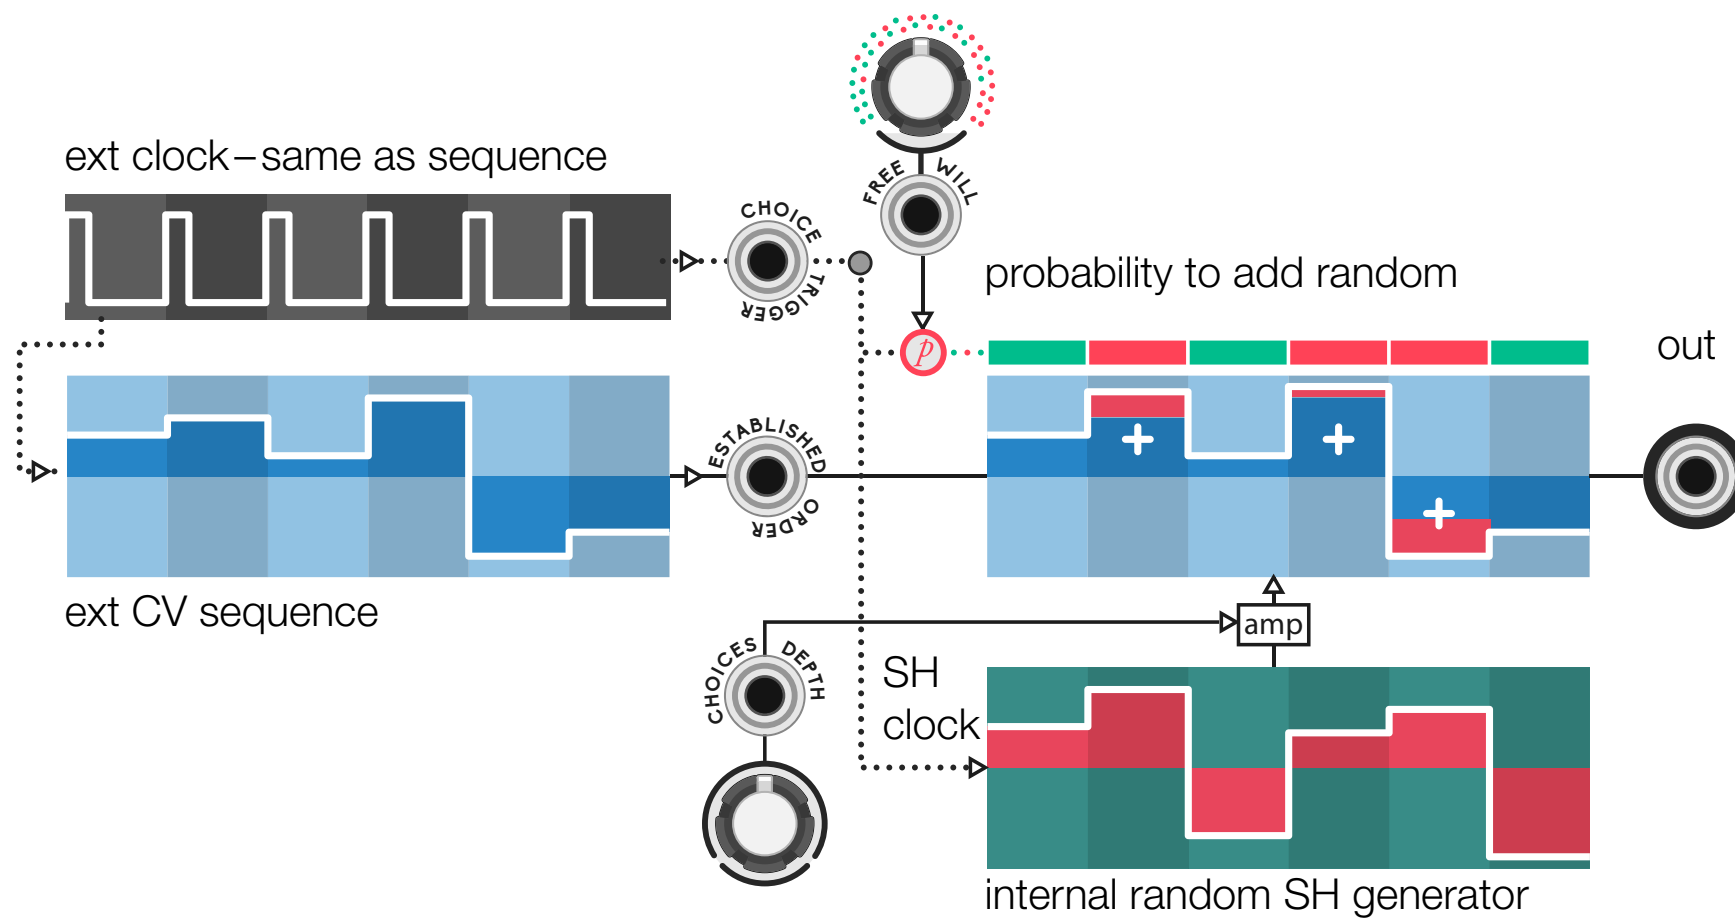 FREE WILL
ext clock–same as sequence
CHOICE
TRIGGER
probability to add random
p
out
ESTABLISHED
ORDER
ext CV sequence
amp
CHOICES DEPTH
SH
clock
internal random SH generator